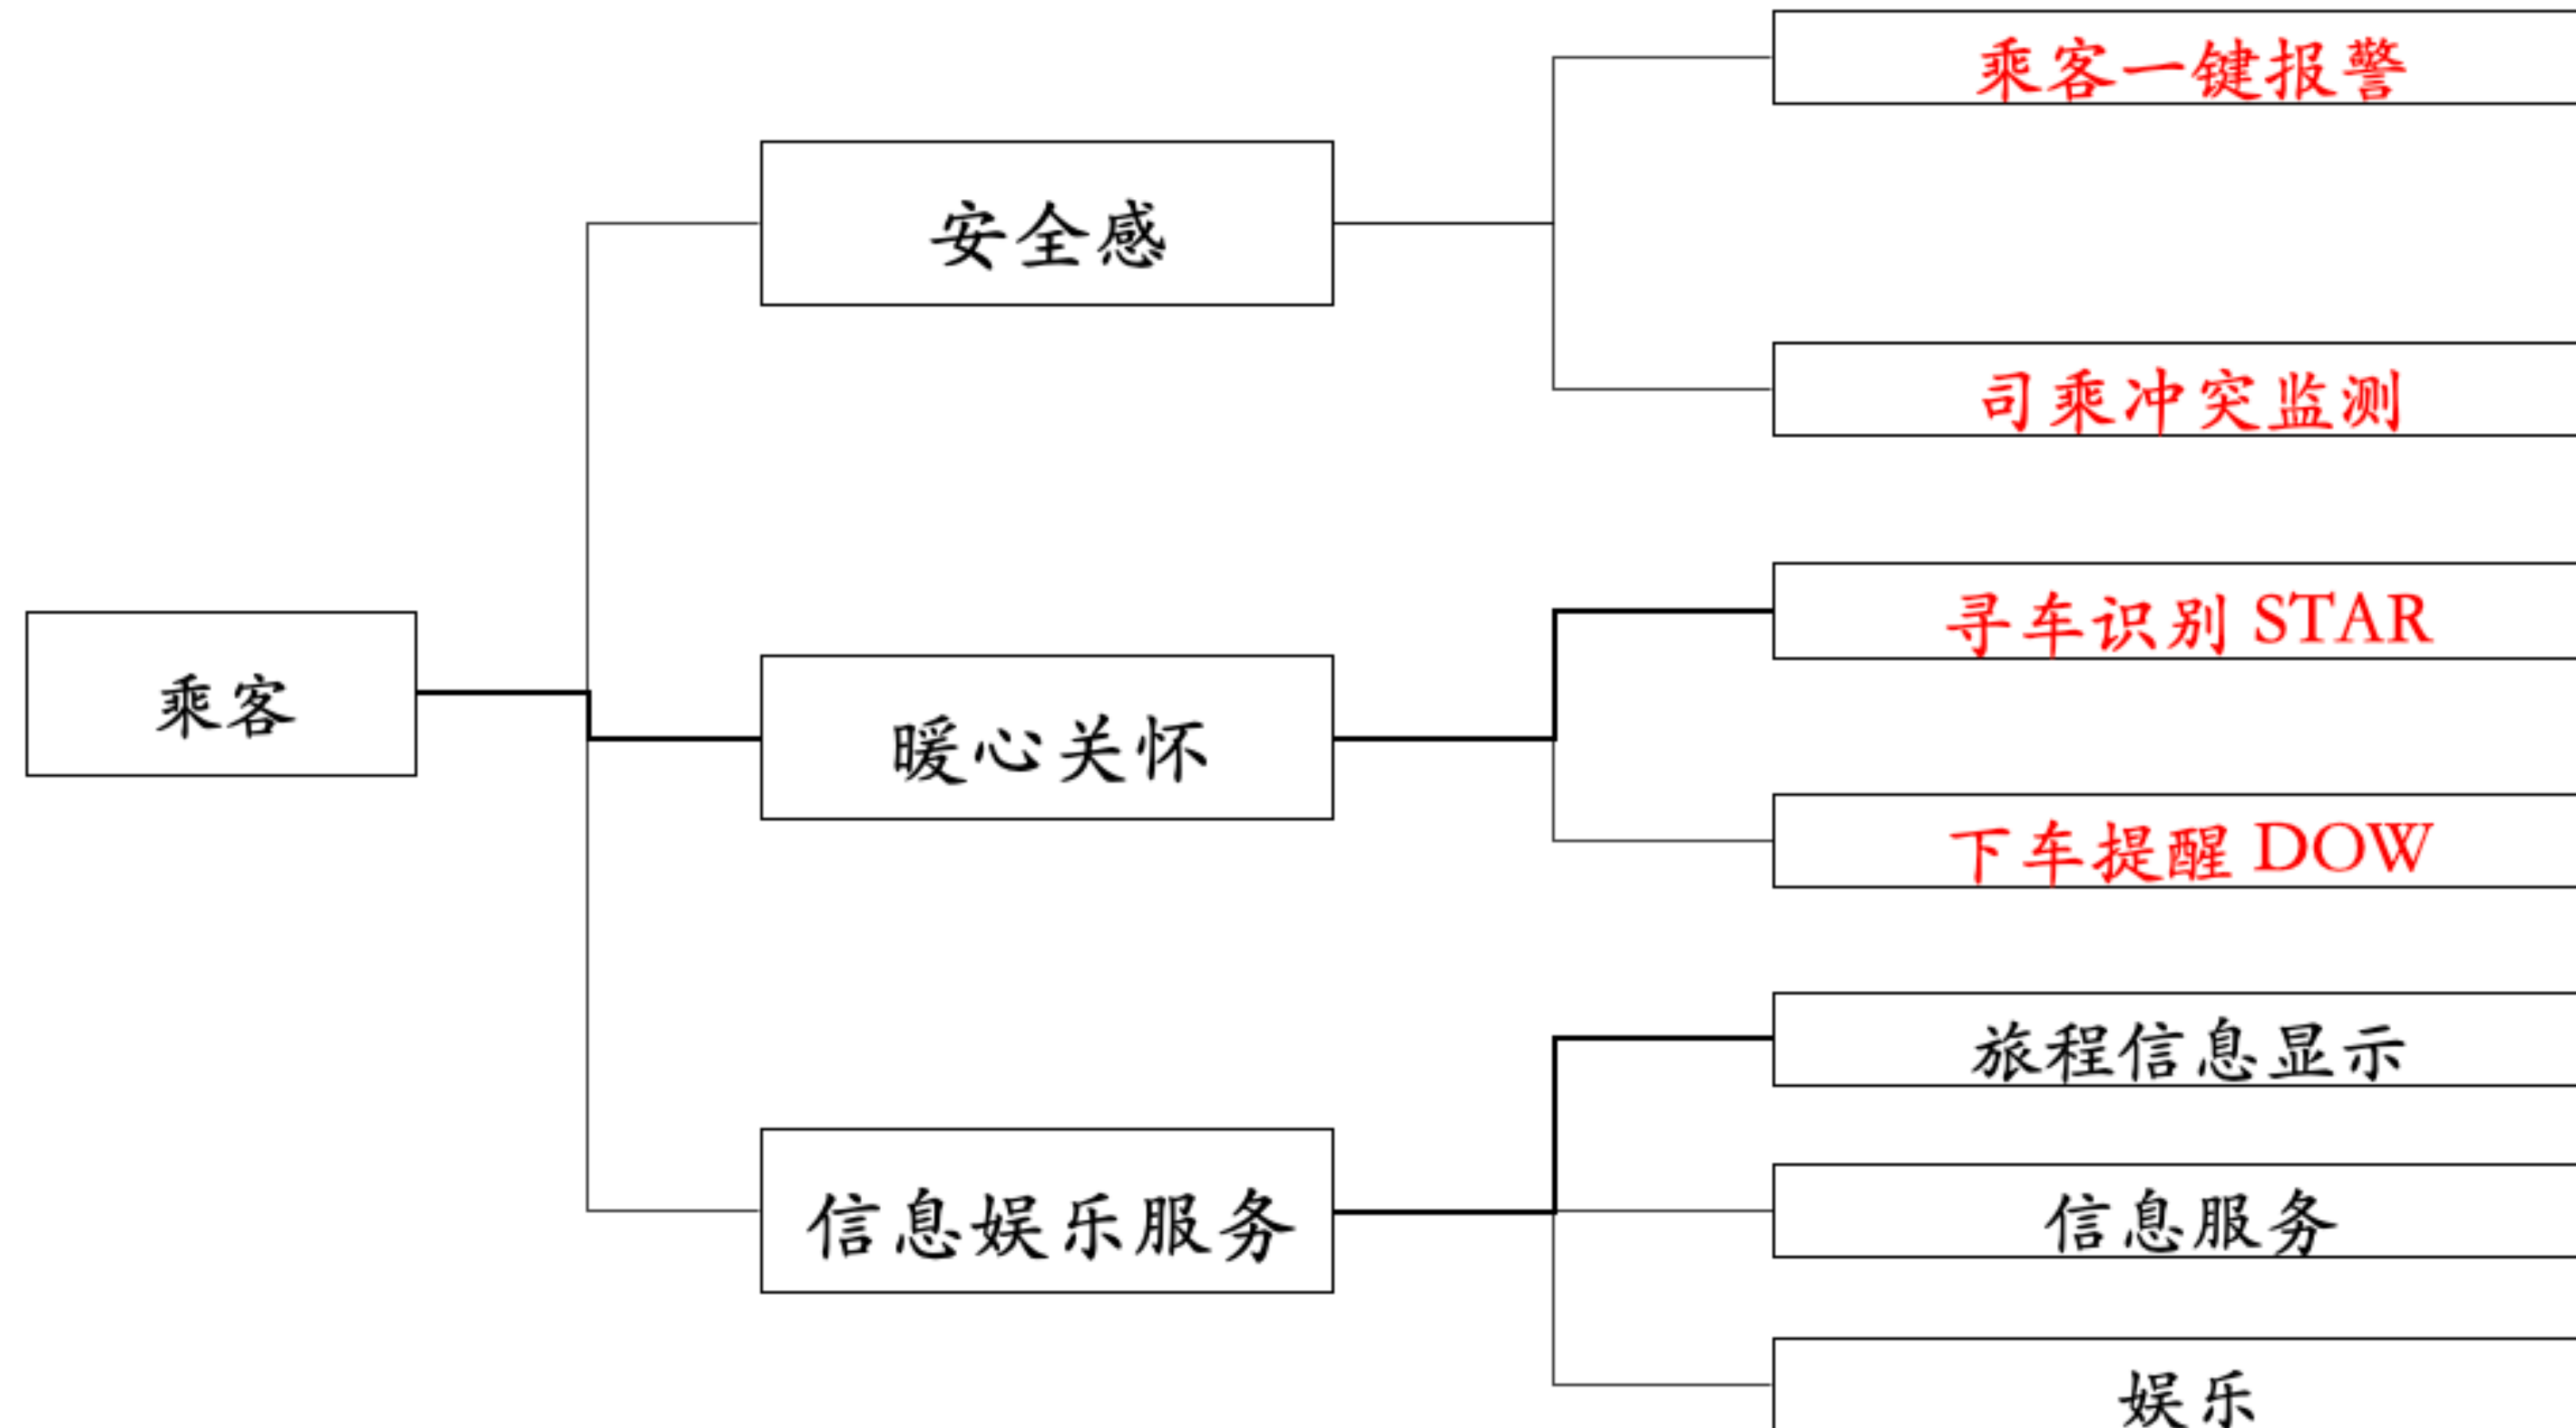 乘客
安全感
乘客一键报警
司乘冲突监测
暖心关怀
寻车识别 STAR
下车提醒 DOW
信息娱乐服务
旅程信息显示
信息服务
娱乐